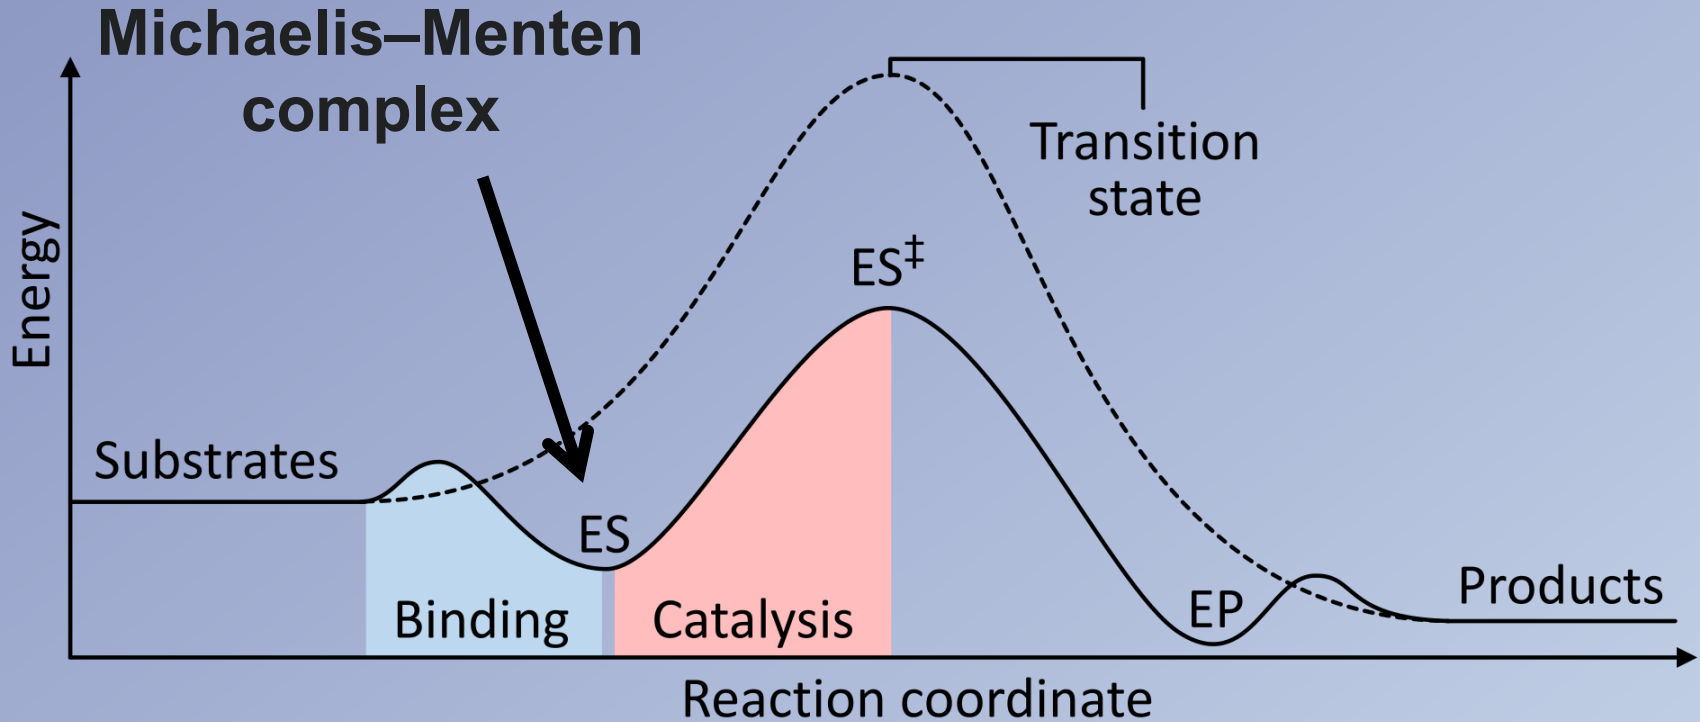 Michaelis–Menten
complex
Transition
state
ES‡
Energy
Substrates
ES
Binding
Catalysis
EP
Products
Reaction coordinate